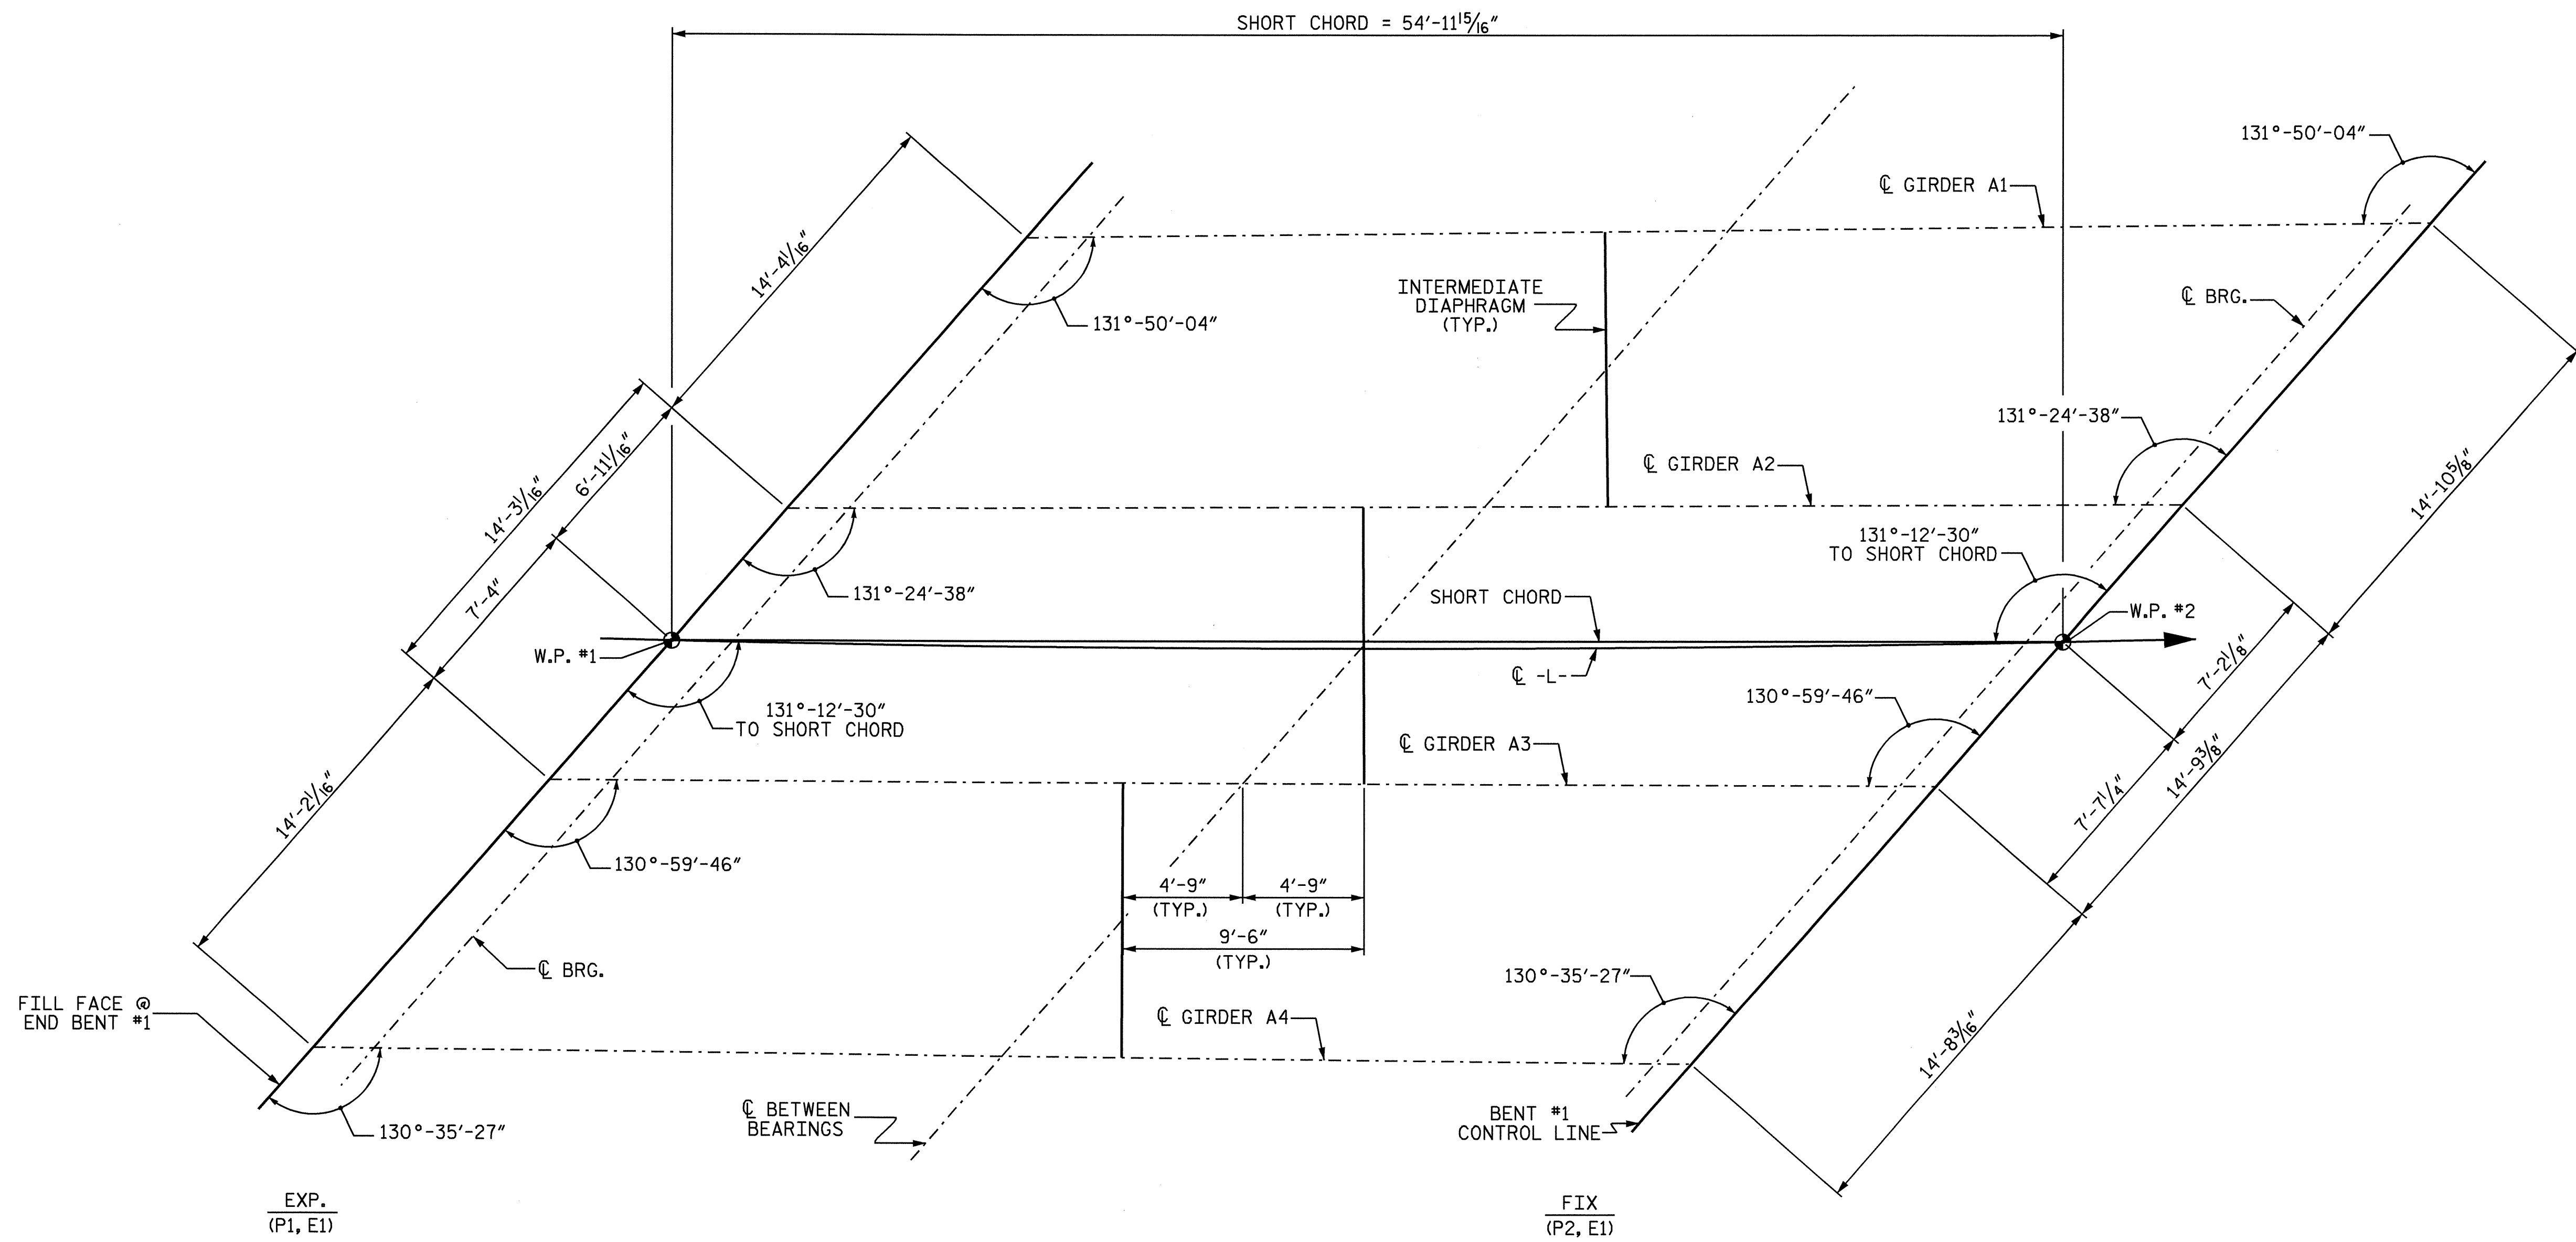 SHORT CHORD = 54′-11 15/16″
131°-50′-04″
℄ GIRDER A1
14′-4 1/16″
INTERMEDIATE
DIAPHRAGM
(TYP.)
℄ BRG.
131°-50′-04″
131°-24′-38″
6′-11 1/16″
14′-3 1/16″
℄ GIRDER A2
14′-10 5/8″
131°-12′-30″
TO SHORT CHORD
7′-4″
131°-24′-38″
SHORT CHORD
W.P. #2
W.P. #1
℄ -L-
7′-2 1/8″
130°-59′-46″
131°-12′-30″
TO SHORT CHORD
℄ GIRDER A3
14′-9 3/8″
14′-2 1/16″
7′-7 1/4″
130°-59′-46″
4′-9″
(TYP.)
4′-9″
(TYP.)
9′-6″
(TYP.)
℄ BRG.
130°-35′-27″
FILL FACE @
END BENT #1
℄ GIRDER A4
14′-8 3/16″
℄ BETWEEN
BEARINGS
BENT #1
CONTROL LINE
130°-35′-27″
EXP.
(P1, E1)
FIX
(P2, E1)